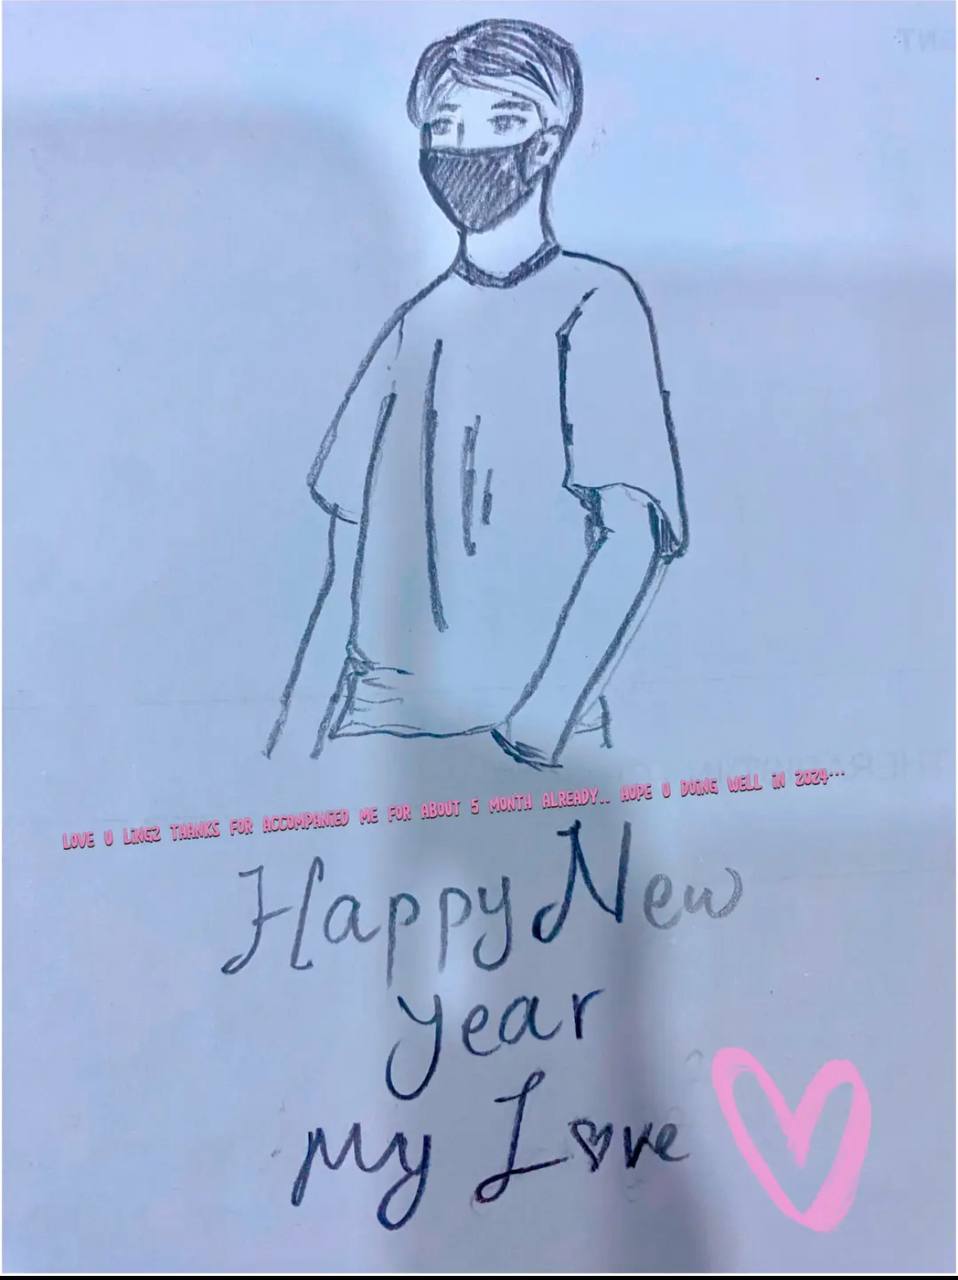 LOVE U LiNGZ THANKS FOR ACCOMPANiED ME FOR ABOUT 5 MONTH ALREADY.. HOPE U DOiNG WELL iN 2024...
Happy New
year
my Love